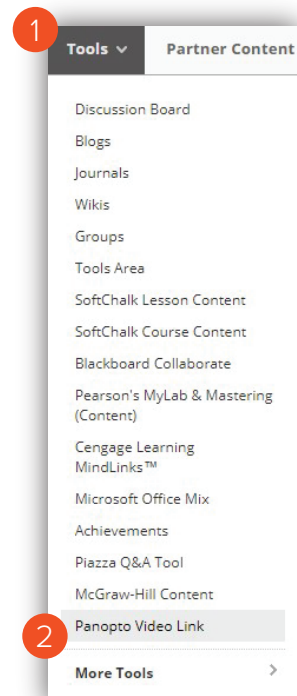 1
Tools Partner Content
Discussion Board
Blogs
Journals
Wikis
Groups
Tools Area
SoftChalk Lesson Content
SoftChalk Course Content
Blackboard Collaborate
Pearson's MyLab & Mastering
(Content)
Cengage Learning
MindLinks™
Microsoft Office Mix
Achievements
Piazza Q&A Tool
McGraw-Hill Content
2
Panopto Video Link
More Tools